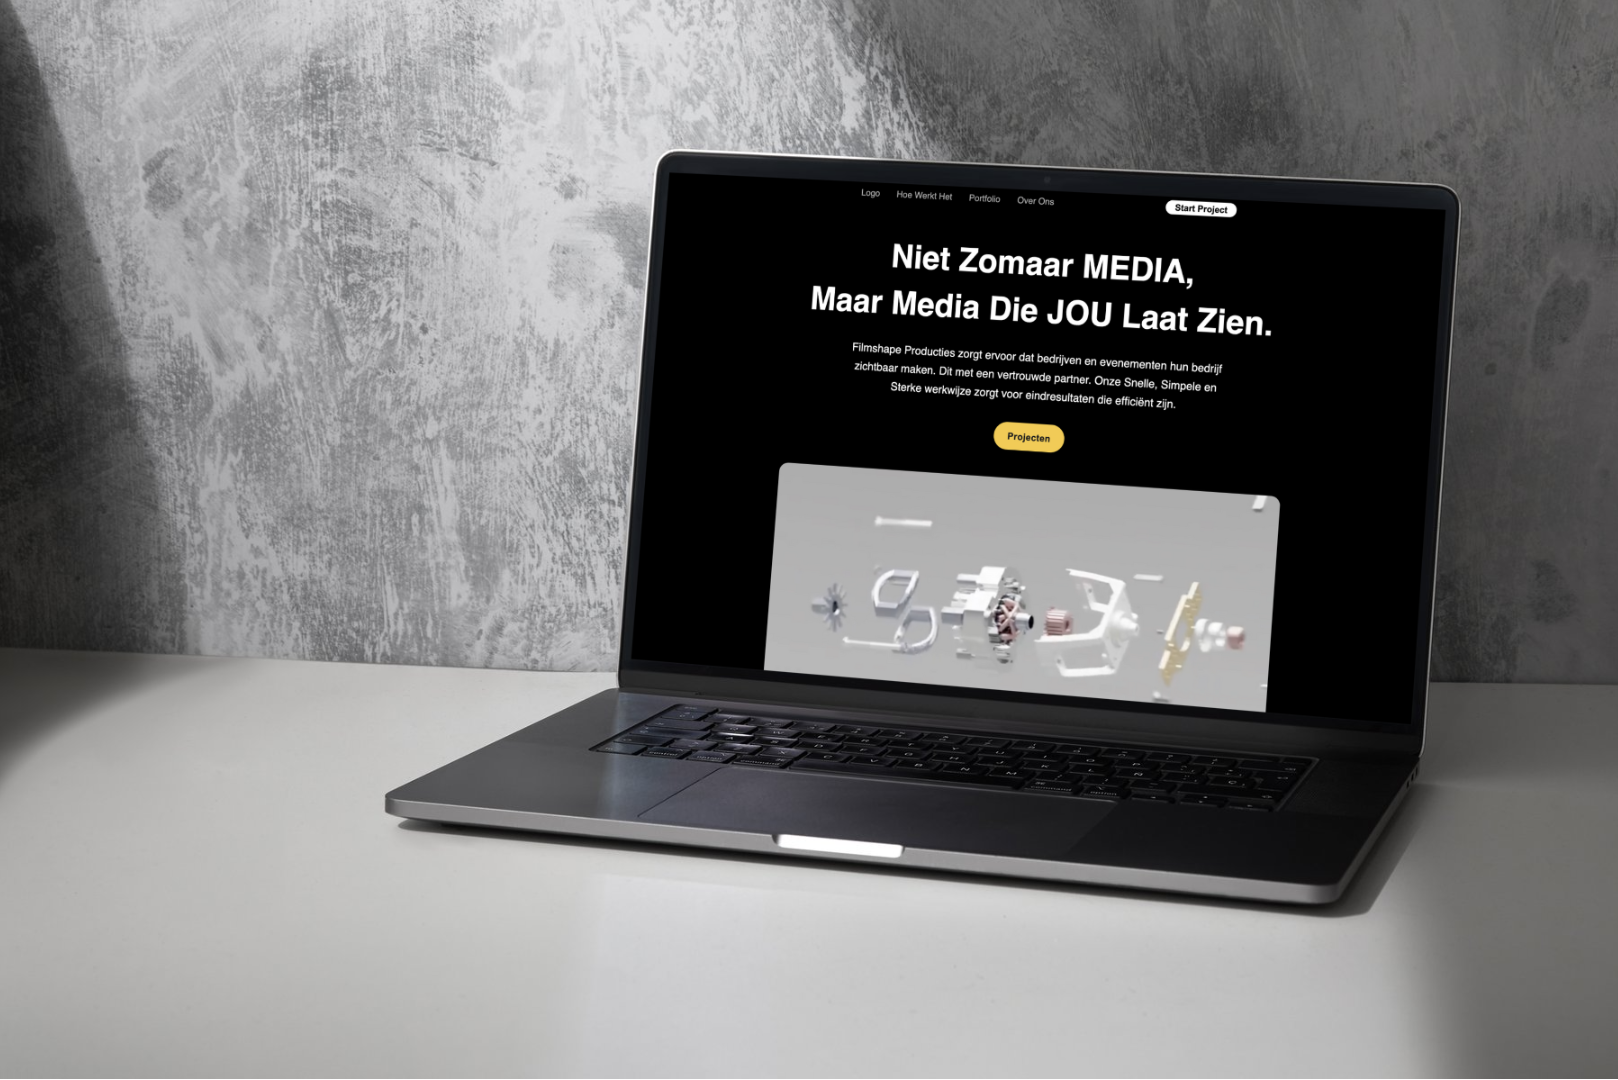 Logo Hoe Werkt Het Portfolio Over Ons Start Project
Niet Zomaar MEDIA,
Maar Media Die JOU Laat Zien.
Filmshape Producties zorgt ervoor dat bedrijven en evenementen hun bedrijf
zichtbaar maken. Dit met een vertrouwde partner. Onze Snelle, Simpele en
Sterke werkwijze zorgt voor eindresultaten die efficiënt zijn.
Projecten